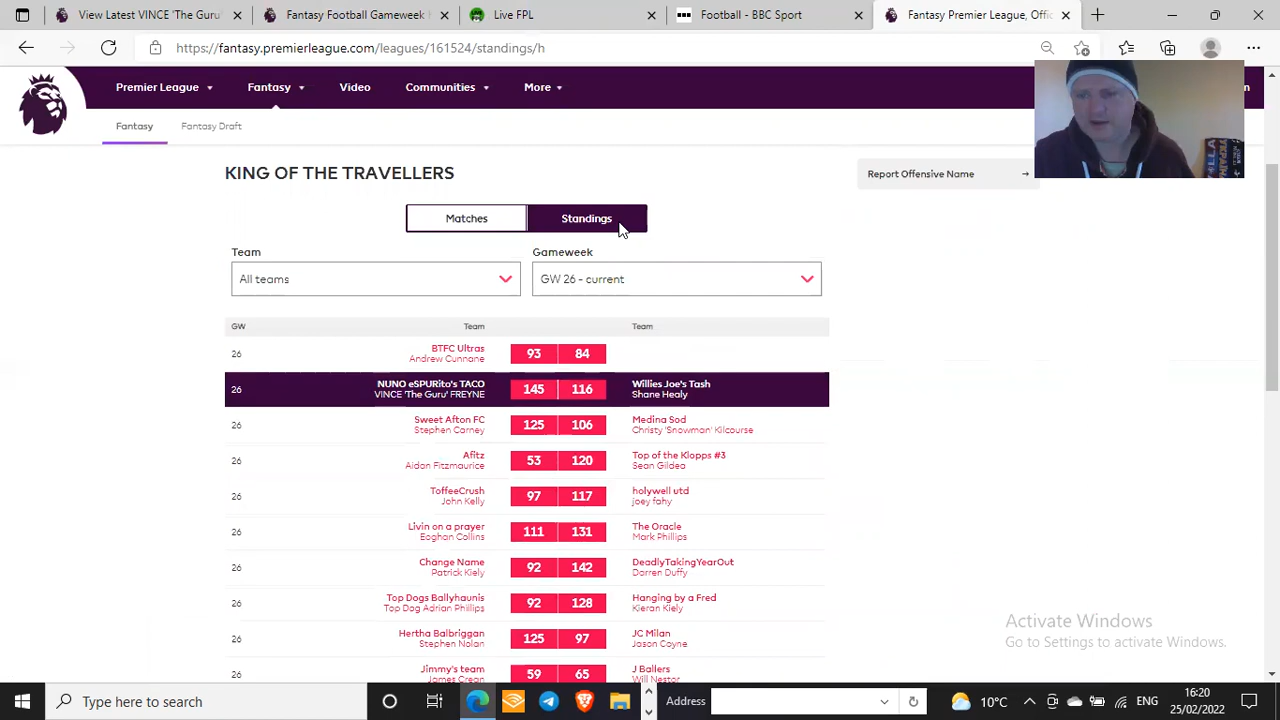 VIEW VINCE 'The Guru'
Fantasy Football
Live FPL
Football - BBC Sport
Fantasy Premier League, Offic
https://fantasy.premierleague.com/leagues/161524/standings/h
Premier League
Fantasy
Video
Communities
More
Fantasy
Fantasy Draft
KING OF THE TRAVELLERS
Report Offensive Name
Matches
Standings
Team
Gameweek
All teams
GW 26 - current
GW Team Team
26 BTFC Ultras 93 84
Andrew Cunnane
26 NUNO eSPURito's TACO 145 116 Willies Joe's Tash
VINCE 'The Guru' FREYNE Shane Healy
26 Sweet Afton FC 125 106 Medina Sod
Stephen Carney Christy 'Snowman' Kilcourse
26 Afitz 53 120 Top of the Klopps #3
Aidan Fitzmaurice Sean Gildea
26 ToffeeCrush 97 117 holywell utd
John Kelly joey fahy
26 Livin on a prayer 111 131 The Oracle
Eoghan Collins Mark Phillips
26 Change Name 92 142 DeadlyTakingYearOut
Patrick Kiely Darren Duffy
26 Top Dogs Ballyhaunis 92 128 Hanging by a Fred
Top Dog Adrian Phillips Kieran Kiely
26 Hertha Balbriggan 125 97 JC Milan
Stephen Nolan Jason Coyne
26 Jimmy's team 59 65 J Ballers
James Crean Will Nestor
Activate Windows
Go to Settings to activate Windows.
Type here to search
Address
10°C
ENG
16:20
25/02/2022